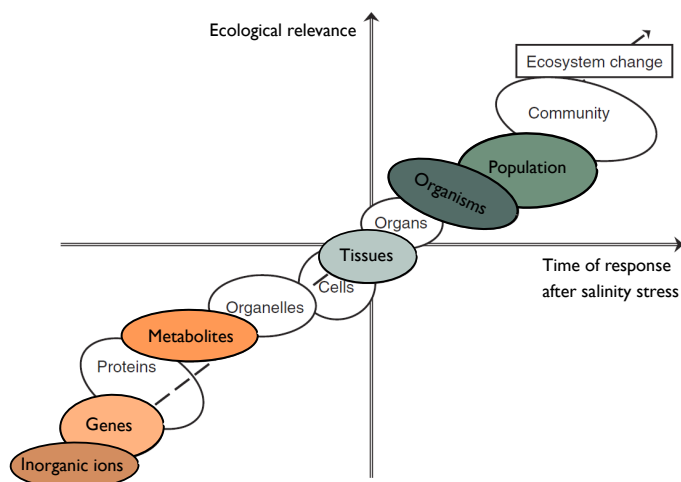 Ecological relevance
Ecosystem change
Community
Population
Organisms
Organs
Tissues
Time of response
after salinity stress
Cells
Organelles
Metabolites
Proteins
Genes
Inorganic ions